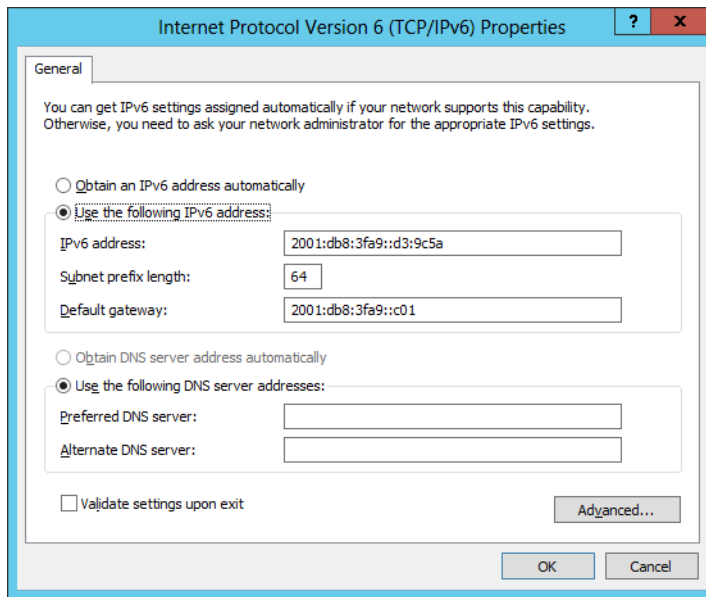 Internet Protocol Version 6 (TCP/IPv6) Properties
?
x
General
You can get IPv6 settings assigned automatically if your network supports this capability.
Otherwise, you need to ask your network administrator for the appropriate IPv6 settings.
Obtain an IPv6 address automatically
Use the following IPv6 address:
IPv6 address: 2001:db8:3fa9::d3:9c5a
Subnet prefix length: 64
Default gateway: 2001:db8:3fa9::c01
Obtain DNS server address automatically
Use the following DNS server addresses:
Preferred DNS server:
Alternate DNS server:
Validate settings upon exit
Advanced...
OK Cancel